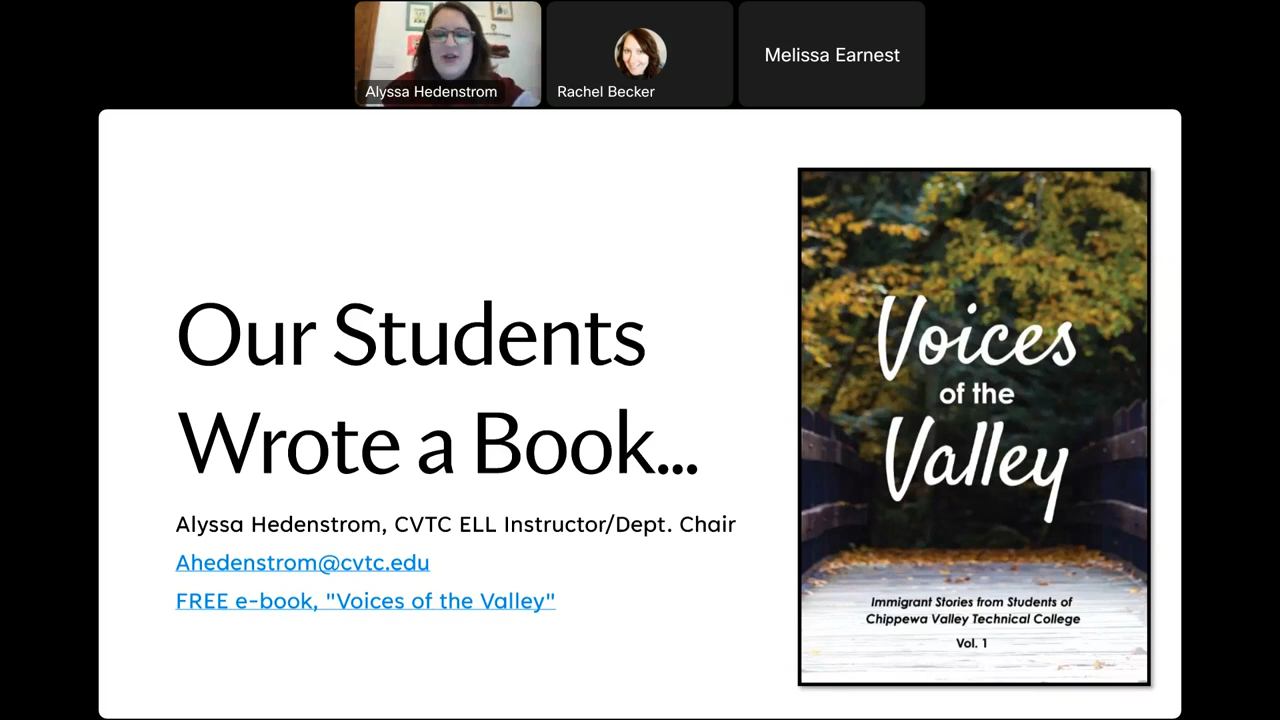 Alyssa Hedenstrom
Rachel Becker
Melissa Earnest
Our Students
Wrote a Book...
Alyssa Hedenstrom, CVTC ELL Instructor/Dept. Chair
Ahedenstrom@cvtc.edu
FREE e-book, "Voices of the Valley"
Voices
of the
Valley
Immigrant Stories from Students of
Chippewa Valley Technical College
Vol. 1